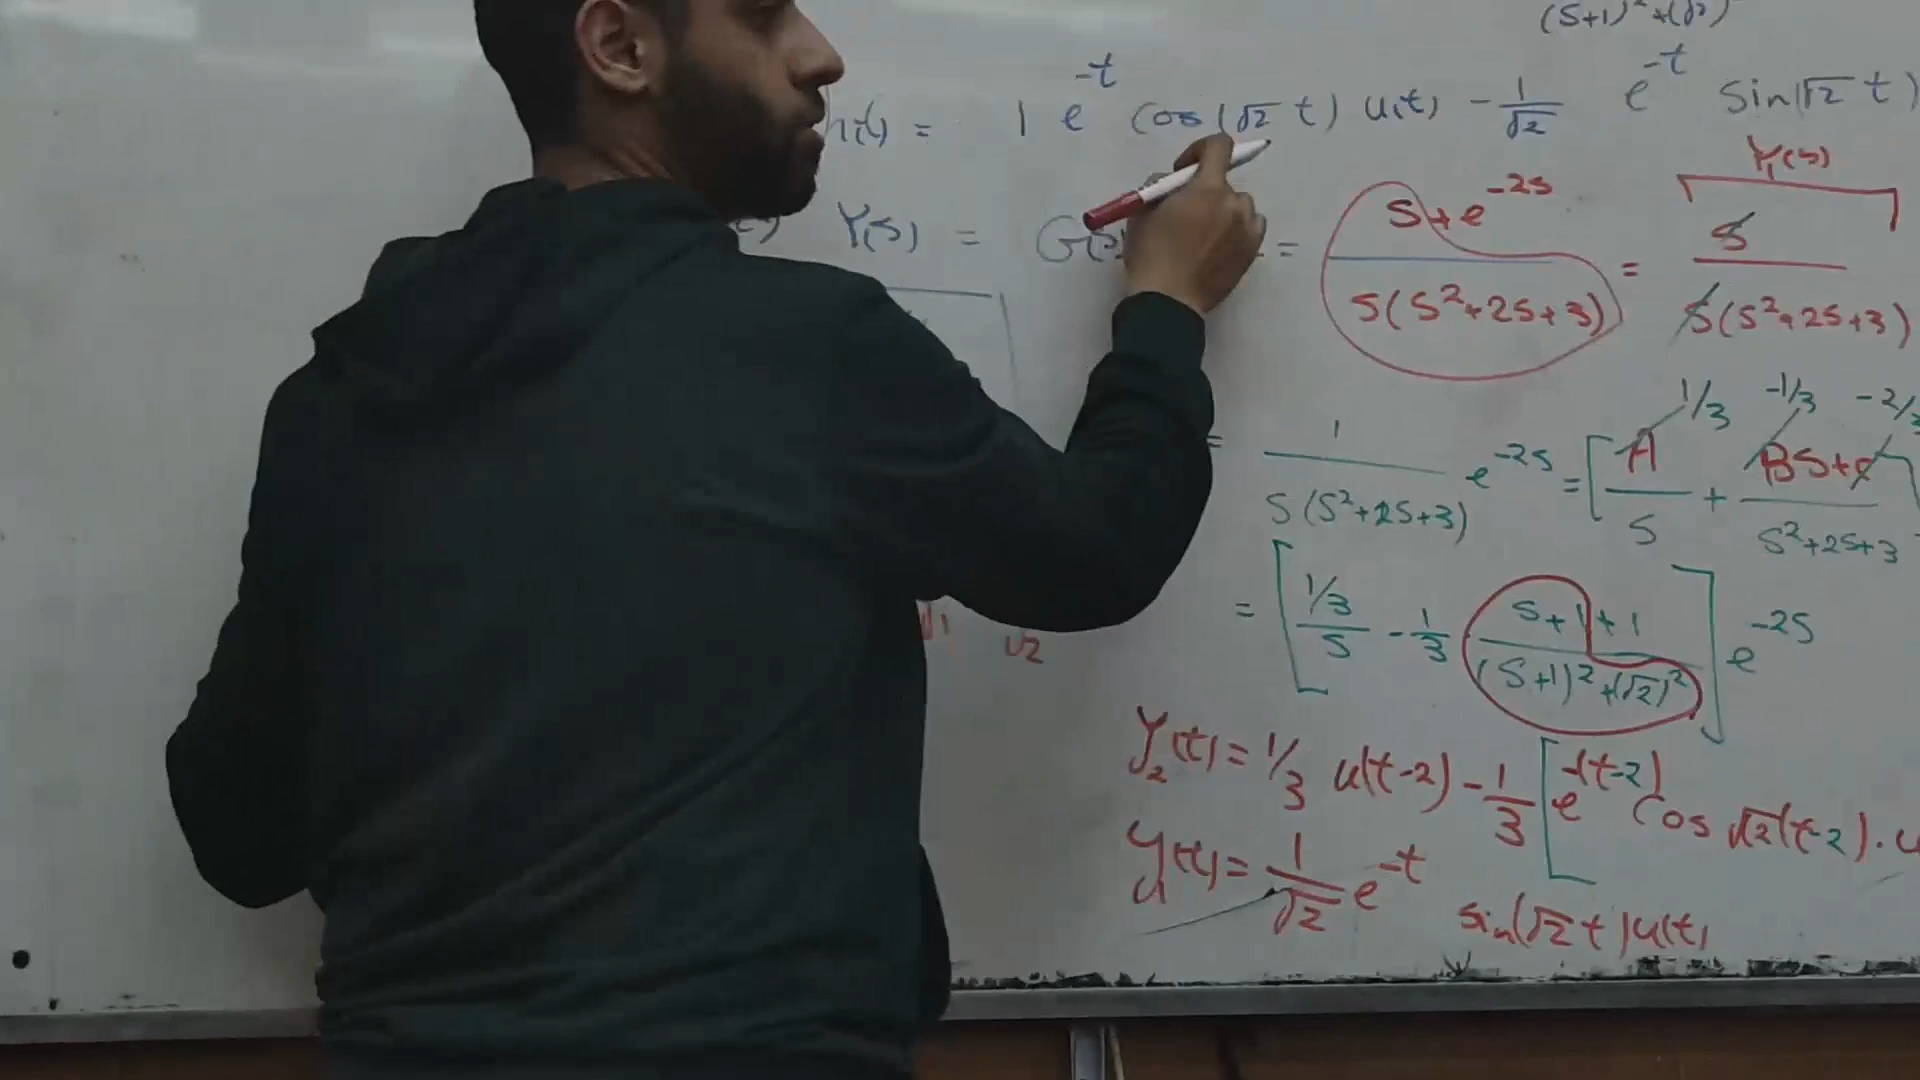 (S+1)² + (√2)
h(t) = 1 e^-t cos(√2 t) u(t) - 1/√2 e^-t sin(√2 t)
Y₁(s)
Y(s) = G(s) = S+e^-2s / S(S²+2S+3) = S / S(S²+2S+3)
1/3 -1/3 -2/3
= 1 / S(S²+2S+3) e^-2s = [ A/S + BS+C / S²+2S+3
= [ 1/3 / S - 1/3 S+1+1 / (S+1)²+(√2)² ] e^-2s
Y₂(t) = 1/3 u(t-2) - 1/3 [ e^-(t-2) cos √2(t-2) . u
y₁(t) = 1/√2 e^-t sin(√2 t) u(t)